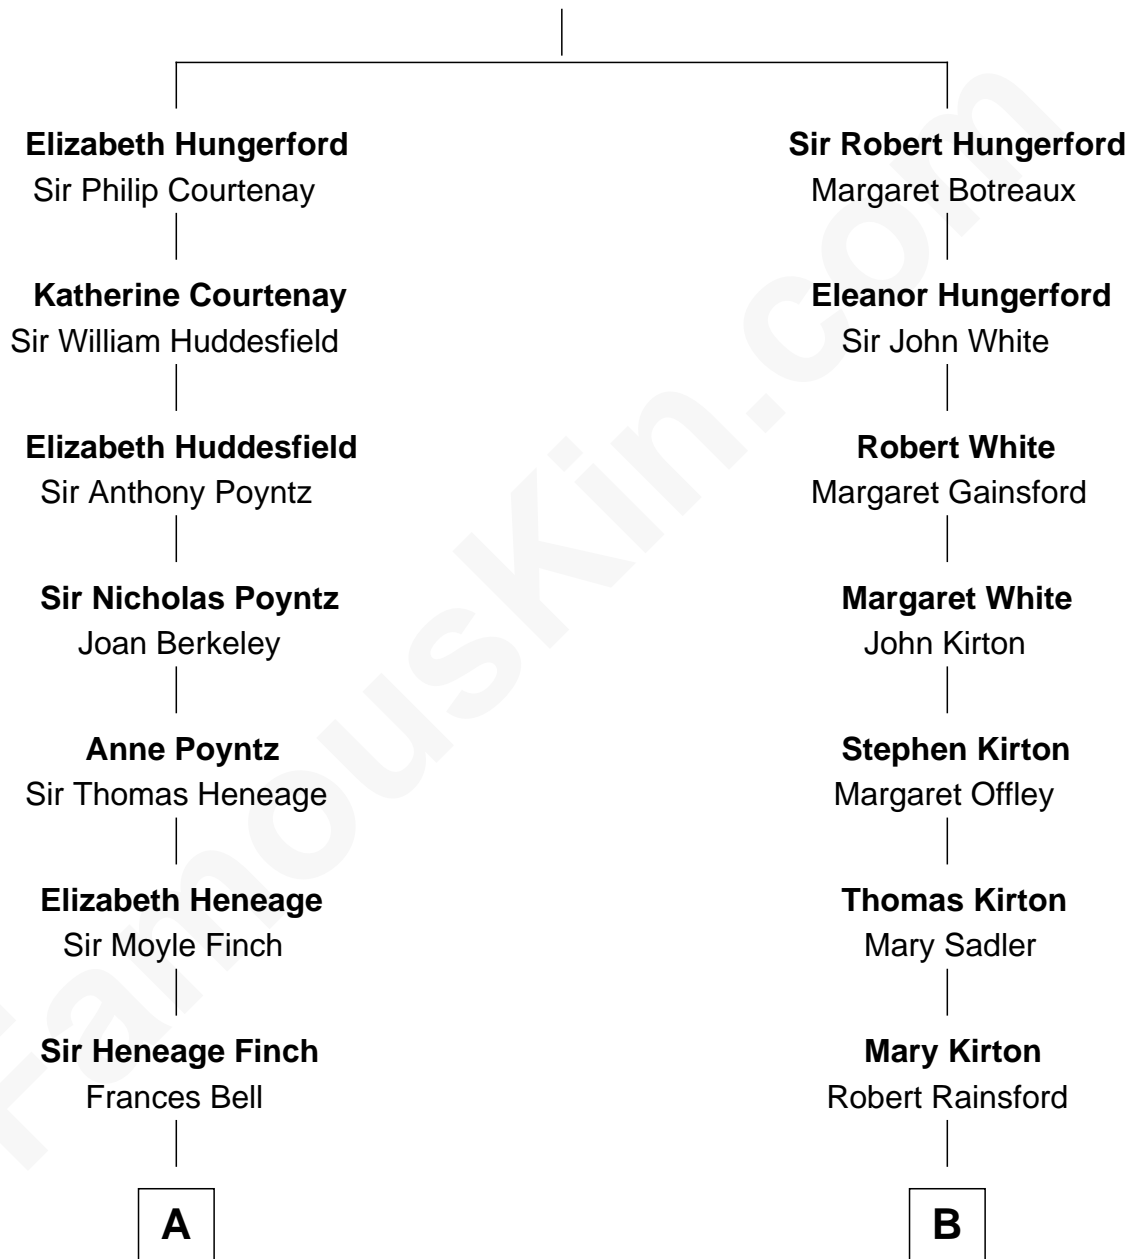 Elizabeth Hungerford
Sir Philip Courtenay
Katherine Courtenay
Sir William Huddesfield
Elizabeth Huddesfield
Sir Anthony Poyntz
Sir Nicholas Poyntz
Joan Berkeley
Anne Poyntz
Sir Thomas Heneage
Elizabeth Heneage
Sir Moyle Finch
Sir Heneage Finch
Frances Bell
A
Sir Robert Hungerford
Margaret Botreaux
Eleanor Hungerford
Sir John White
Robert White
Margaret Gainsford
Margaret White
John Kirton
Stephen Kirton
Margaret Offley
Thomas Kirton
Mary Sadler
Mary Kirton
Robert Rainsford
B
FamousKin.com